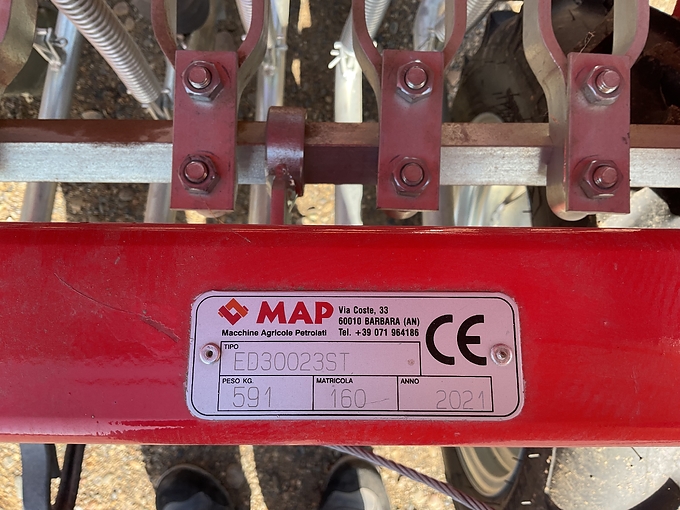 MAP
Macchine Agricole Petrolati
Via Coste, 33
60010 BARBARA (AN)
Tel. +39 071 964186
CE
TIPO
ED30023ST
PESO KG.
591
MATRICOLA
160
ANNO
2021